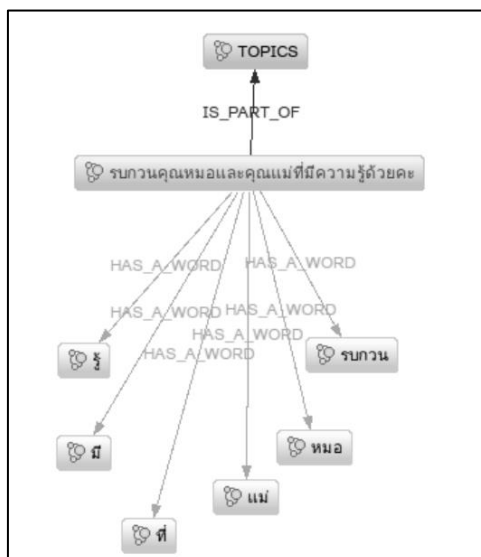 TOPICS
IS_PART_OF
รบกวนคุณหมอและคุณแม่ที่มีความรู้ด้วยคะ
HAS_A_WORD
HAS_A_WORD
HAS_A_WORD
HAS_A_WORD
HAS_A_WORD
HAS_A_WORD
รู้
รบกวน
มี
หมอ
แม่
ที่